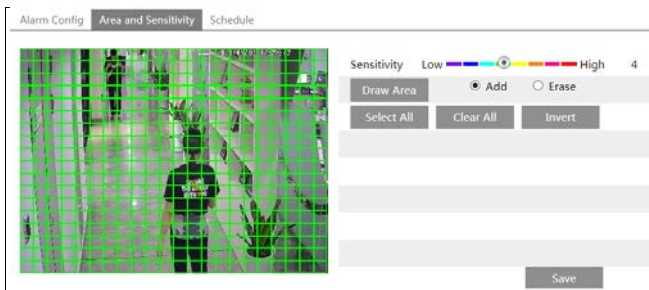 Alarm Config Area and Sensitivity Schedule
Sensitivity Low High 4
Draw Area Add Erase
Select All Clear All Invert
Save